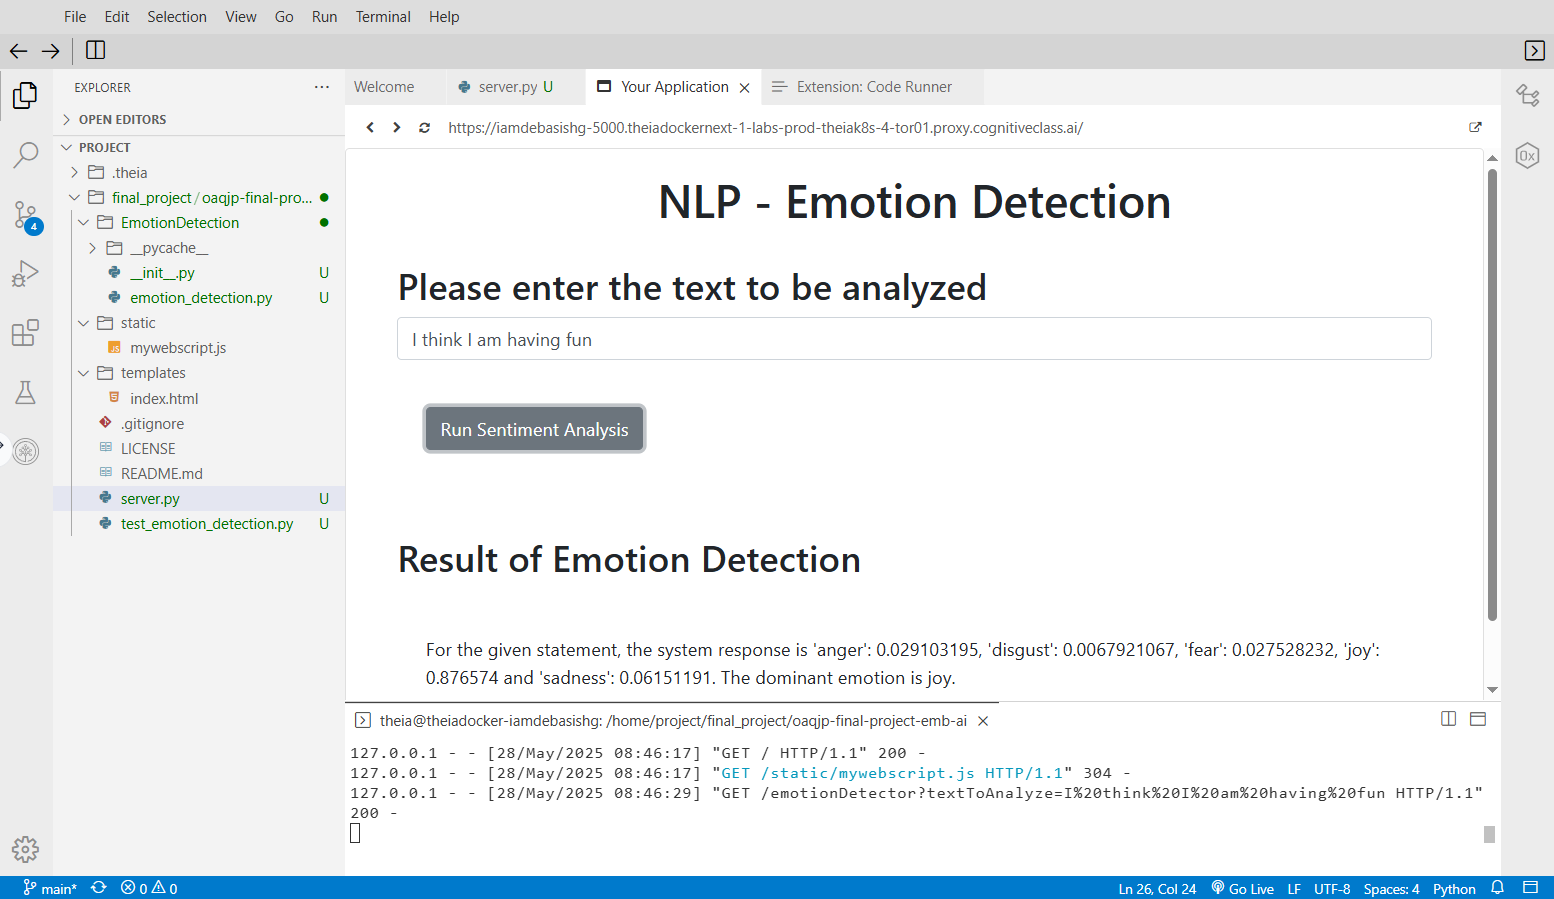 File Edit Selection View Go Run Terminal Help
EXPLORER
Welcome
server.py U
Your Application
Extension: Code Runner
OPEN EDITORS
https://iamdebasishg-5000.theiadockernext-1-labs-prod-theiak8s-4-tor01.proxy.cognitiveclass.ai/
PROJECT
.theia
final_project / oaqjp-final-pro...
EmotionDetection
__pycache__
__init__.py U
emotion_detection.py U
static
JS mywebscript.js
templates
index.html
.gitignore
LICENSE
README.md
server.py U
test_emotion_detection.py U
4
0x
NLP - Emotion Detection
Please enter the text to be analyzed
I think I am having fun
Run Sentiment Analysis
Result of Emotion Detection
For the given statement, the system response is 'anger': 0.029103195, 'disgust': 0.0067921067, 'fear': 0.027528232, 'joy':
0.876574 and 'sadness': 0.06151191. The dominant emotion is joy.
theia@theiadocker-iamdebasishg: /home/project/final_project/oaqjp-final-project-emb-ai
127.0.0.1 - - [28/May/2025 08:46:17] "GET / HTTP/1.1" 200 -
127.0.0.1 - - [28/May/2025 08:46:17] "GET /static/mywebscript.js HTTP/1.1" 304 -
127.0.0.1 - - [28/May/2025 08:46:29] "GET /emotionDetector?textToAnalyze=I%20think%20I%20am%20having%20fun HTTP/1.1"
200 -
main* 0 0 Ln 26, Col 24 Go Live LF UTF-8 Spaces: 4 Python